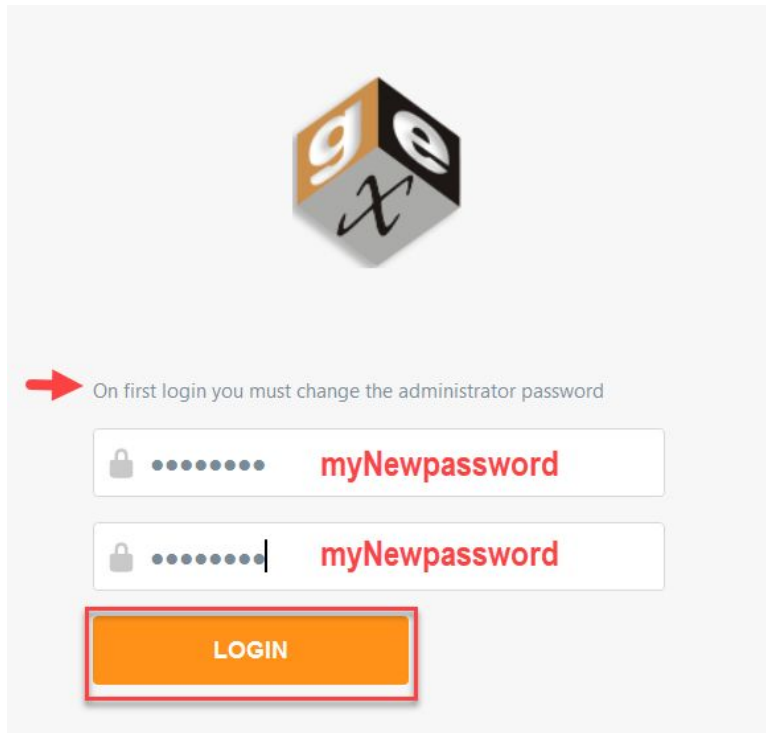 g e
x
On first login you must change the administrator password
•••••••• myNewpassword
•••••••• myNewpassword
LOGIN